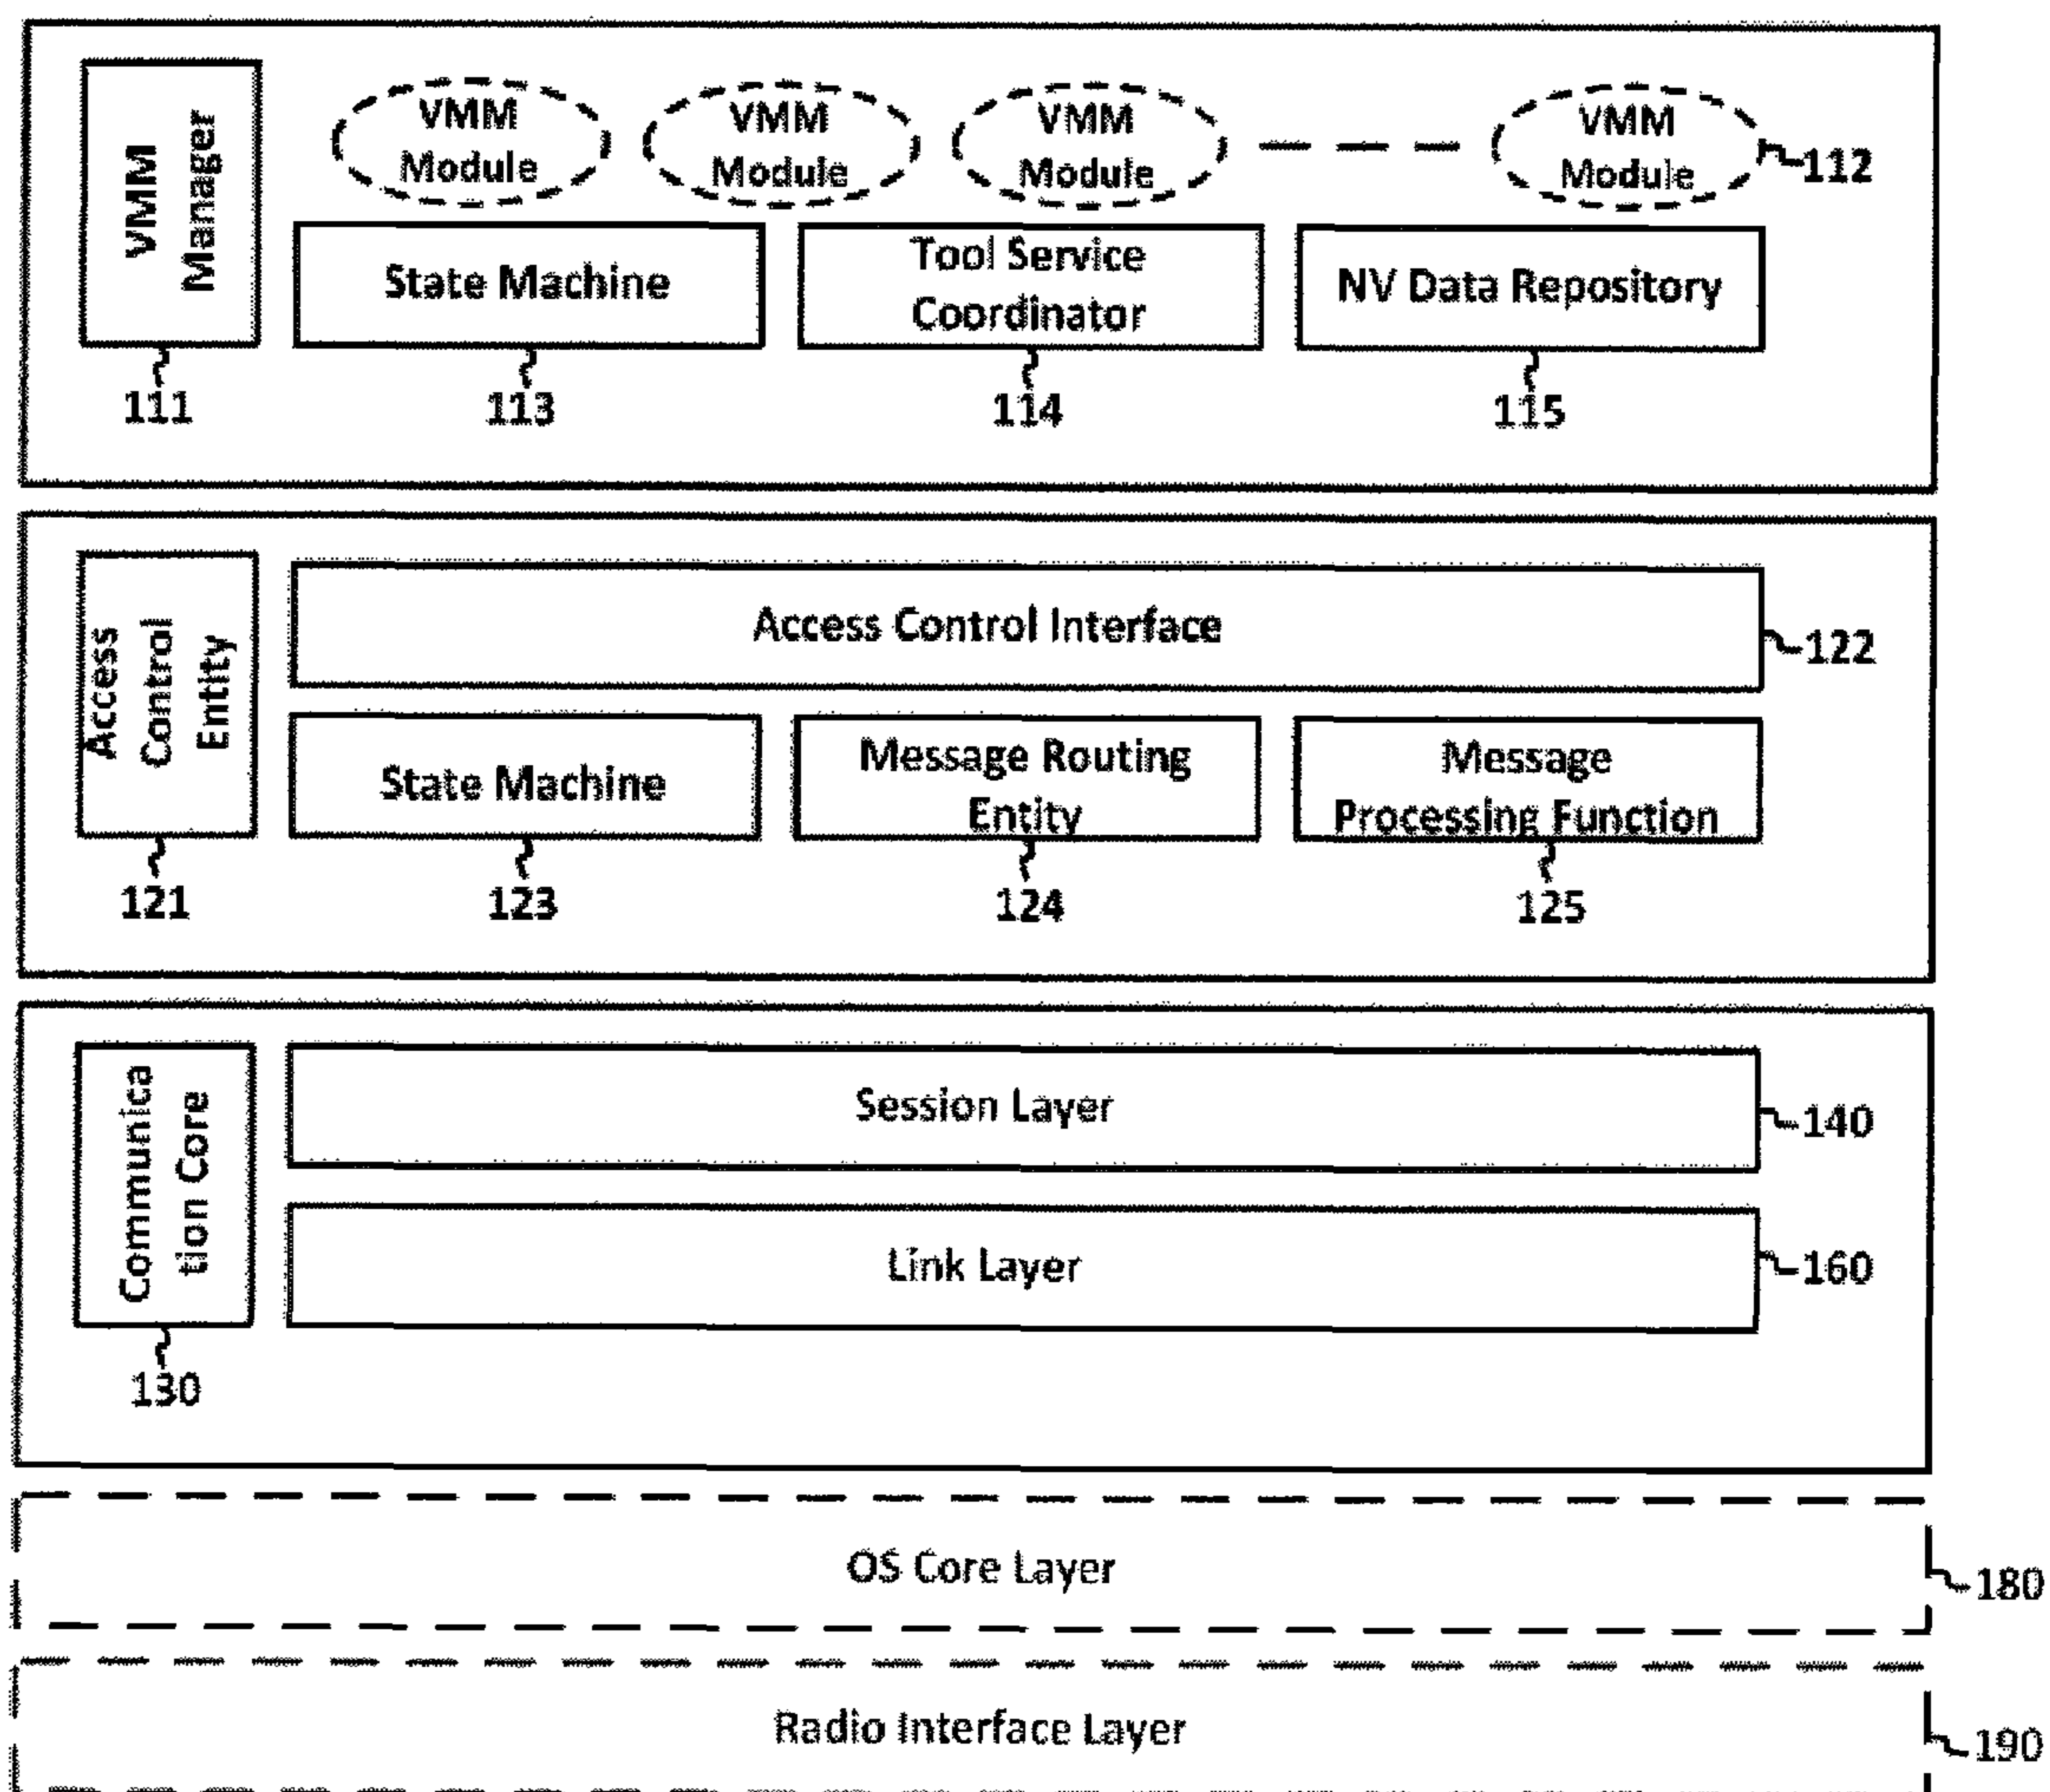 VMM
Manager
VMM
Module
VMM
Module
VMM
Module
VMM
Module
112
State Machine
Tool Service
Coordinator
NV Data Repository
111
113
114
115
Access
Control
Entity
Access Control Interface
122
State Machine
Message Routing
Entity
Message
Processing Function
121
123
124
125
Communica
tion Core
Session Layer
140
Link Layer
160
130
OS Core Layer
180
Radio Interface Layer
190